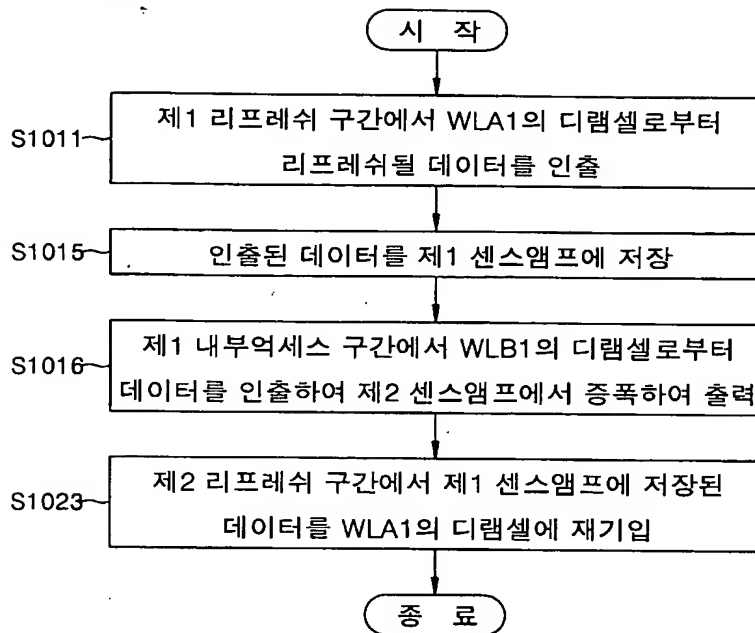 시 작
S1011
제1 리프레쉬 구간에서 WLA1의 디램셀로부터
리프레쉬될 데이터를 인출
S1015
인출된 데이터를 제1 센스앰프에 저장
S1016
제1 내부억세스 구간에서 WLB1의 디램셀로부터
데이터를 인출하여 제2 센스앰프에서 증폭하여 출력
S1023
제2 리프레쉬 구간에서 제1 센스앰프에 저장된
데이터를 WLA1의 디램셀에 재기입
종 료